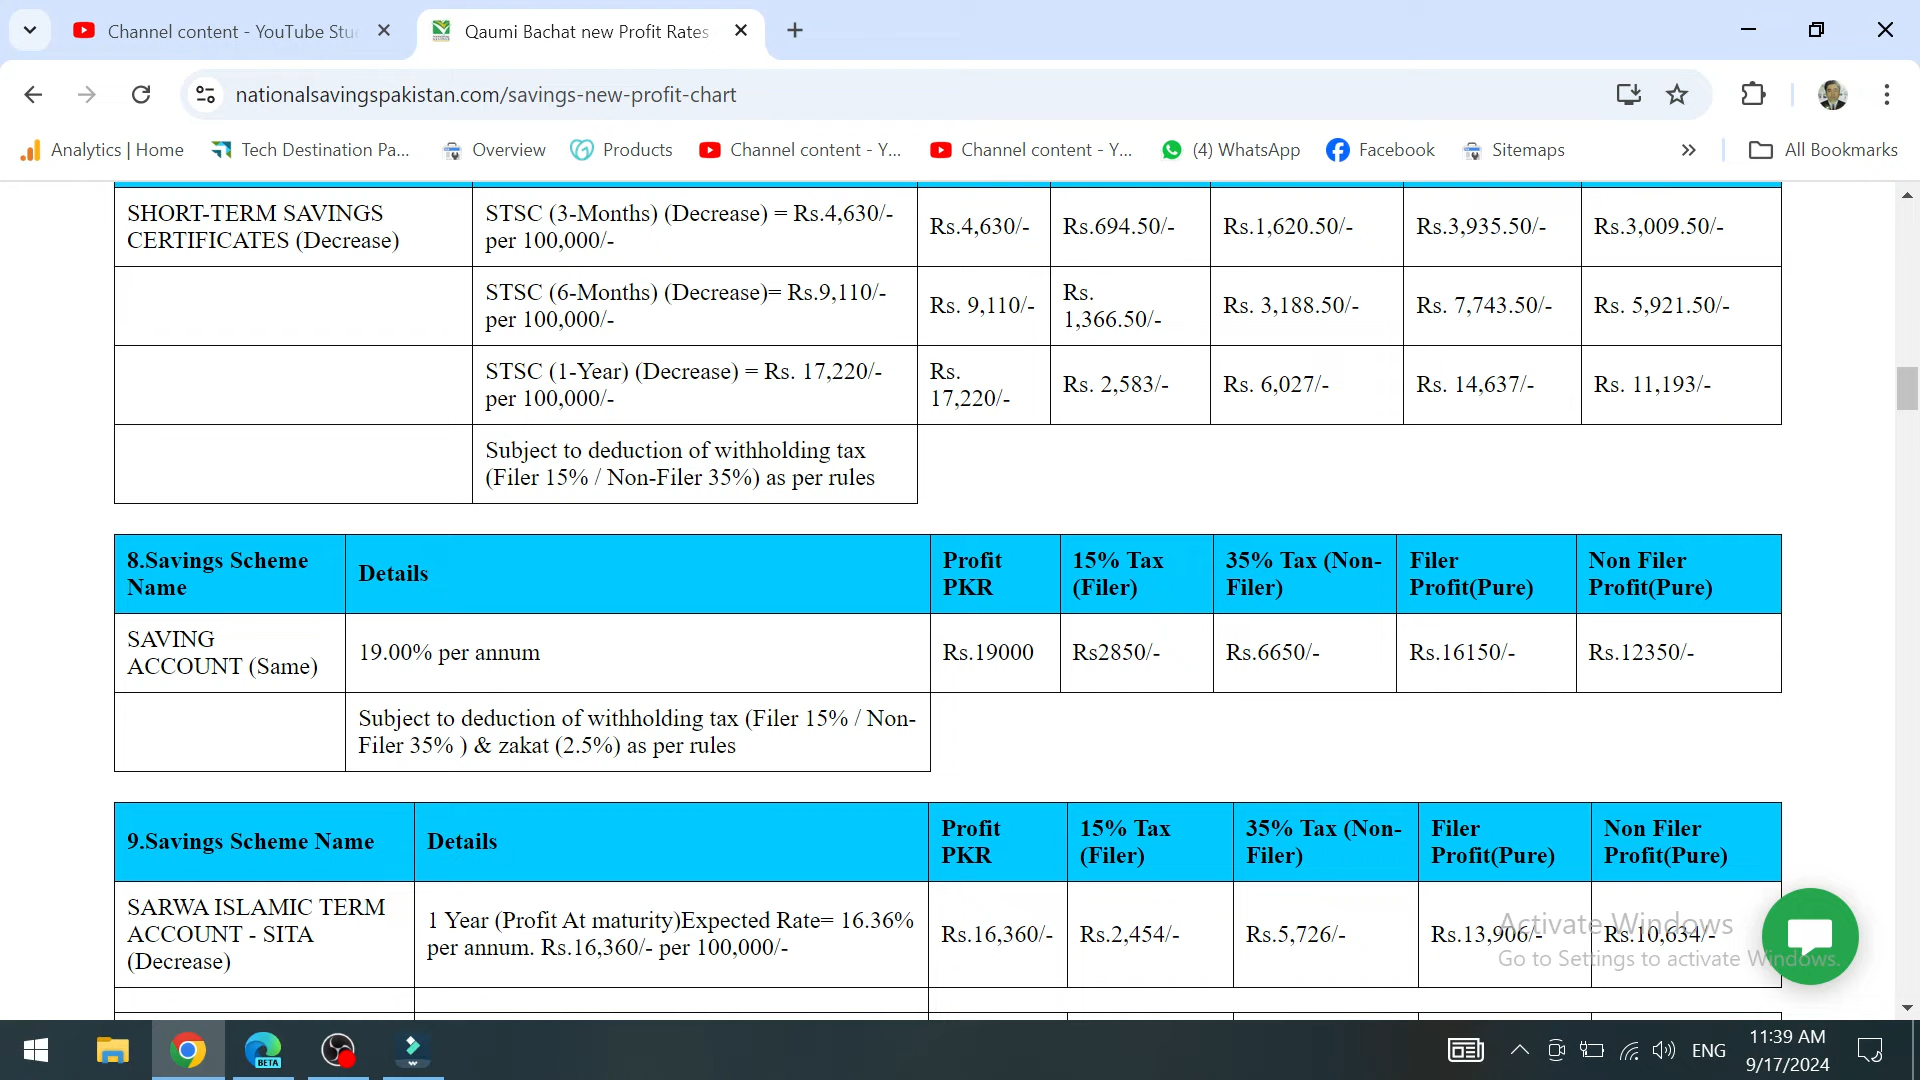 Channel content - YouTube Stu
Qaumi Bachat new Profit Rates
nationalsavingspakistan.com/savings-new-profit-chart
Analytics | Home
Tech Destination Pa...
Overview
Products
Channel content - Y...
Channel content - Y...
(4) WhatsApp
Facebook
Sitemaps
All Bookmarks
SHORT-TERM SAVINGS
CERTIFICATES (Decrease)
STSC (3-Months) (Decrease) = Rs.4,630/-
per 100,000/-
Rs.4,630/-
Rs.694.50/-
Rs.1,620.50/-
Rs.3,935.50/-
Rs.3,009.50/-
STSC (6-Months) (Decrease)= Rs.9,110/-
per 100,000/-
Rs. 9,110/-
Rs.
1,366.50/-
Rs. 3,188.50/-
Rs. 7,743.50/-
Rs. 5,921.50/-
STSC (1-Year) (Decrease) = Rs. 17,220/-
per 100,000/-
Rs.
17,220/-
Rs. 2,583/-
Rs. 6,027/-
Rs. 14,637/-
Rs. 11,193/-
Subject to deduction of withholding tax
(Filer 15% / Non-Filer 35%) as per rules
8.Savings Scheme
Name
Details
Profit
PKR
15% Tax
(Filer)
35% Tax (Non-
Filer)
Filer
Profit(Pure)
Non Filer
Profit(Pure)
SAVING
ACCOUNT (Same)
19.00% per annum
Rs.19000
Rs2850/-
Rs.6650/-
Rs.16150/-
Rs.12350/-
Subject to deduction of withholding tax (Filer 15% / Non-
Filer 35% ) & zakat (2.5%) as per rules
9.Savings Scheme Name
Details
Profit
PKR
15% Tax
(Filer)
35% Tax (Non-
Filer)
Filer
Profit(Pure)
Non Filer
Profit(Pure)
SARWA ISLAMIC TERM
ACCOUNT - SITA
(Decrease)
1 Year (Profit At maturity)Expected Rate= 16.36%
per annum. Rs.16,360/- per 100,000/-
Rs.16,360/-
Rs.2,454/-
Rs.5,726/-
Rs.13,906/-
Rs.10,634/-
Activate Windows
Go to Settings to activate Windows.
BETA
ENG
11:39 AM
9/17/2024